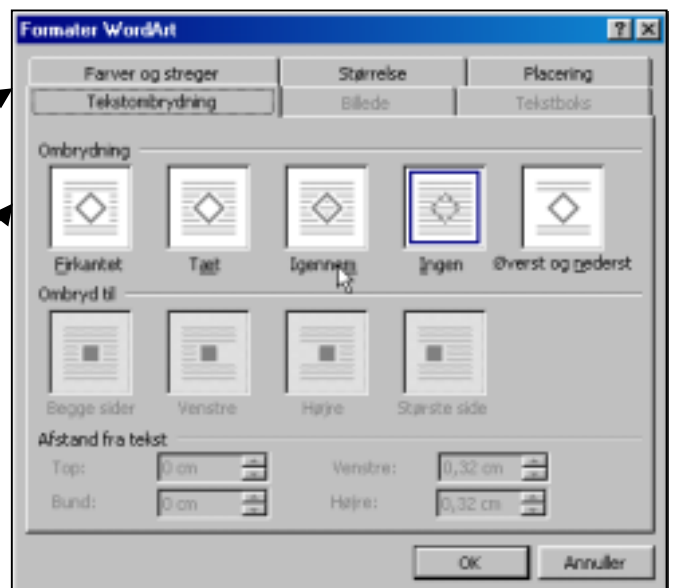 Formater WordArt
Farver og streger Størrelse Placering
Tekstombrydning Billede Tekstboks
Ombrydning
Firkantet Tæt Igennem Ingen Øverst og nederst
Ombryd til
Begge sider Venstre Højre Største side
Afstand fra tekst
Top: 0 cm Venstre: 0,32 cm
Bund: 0 cm Højre: 0,32 cm
OK Annuller